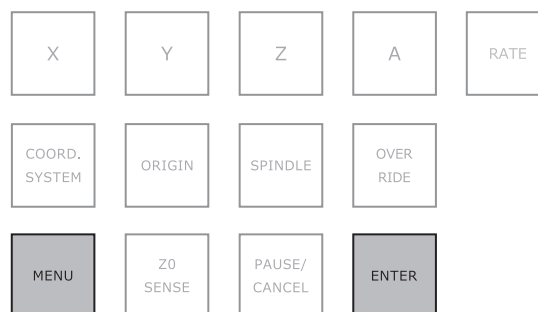 X
Y
Z
A
RATE
COORD.
SYSTEM
ORIGIN
SPINDLE
OVER
RIDE
MENU
Z0
SENSE
PAUSE/
CANCEL
ENTER